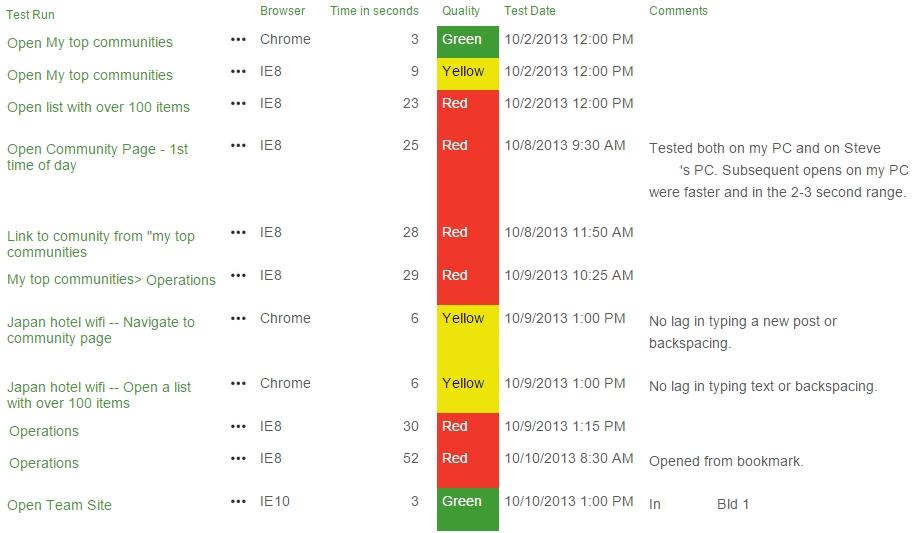 Test Run Browser Time in seconds Quality Test Date Comments
Open My top communities ••• Chrome 3 Green 10/2/2013 12:00 PM
Open My top communities ••• IE8 9 Yellow 10/2/2013 12:00 PM
Open list with over 100 items ••• IE8 23 Red 10/2/2013 12:00 PM
Open Community Page - 1st ••• IE8 25 Red 10/8/2013 9:30 AM Tested both on my PC and on Steve
time of day 's PC. Subsequent opens on my PC
were faster and in the 2-3 second range.
Link to comunity from "my top ••• IE8 28 Red 10/8/2013 11:50 AM
communities
My top communities> Operations ••• IE8 29 Red 10/9/2013 10:25 AM
Japan hotel wifi -- Navigate to ••• Chrome 6 Yellow 10/9/2013 1:00 PM No lag in typing a new post or
community page backspacing.
Japan hotel wifi -- Open a list ••• Chrome 6 Yellow 10/9/2013 1:00 PM No lag in typing text or backspacing.
with over 100 items
Operations ••• IE8 30 Red 10/9/2013 1:15 PM
Operations ••• IE8 52 Red 10/10/2013 8:30 AM Opened from bookmark.
Open Team Site ••• IE10 3 Green 10/10/2013 1:00 PM In Bld 1